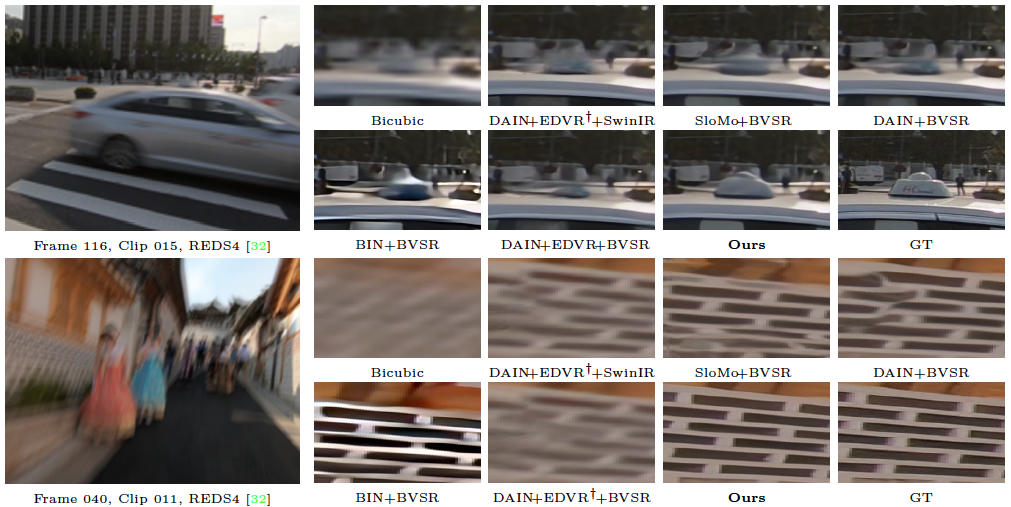 Bicubic
DAIN+EDVR†+SwinIR
SloMo+BVSR
DAIN+BVSR
BIN+BVSR
DAIN+EDVR+BVSR
Ours
GT
Frame 116, Clip 015, REDS4 [32]
Bicubic
DAIN+EDVR†+SwinIR
SloMo+BVSR
DAIN+BVSR
BIN+BVSR
DAIN+EDVR†+BVSR
Ours
GT
Frame 040, Clip 011, REDS4 [32]